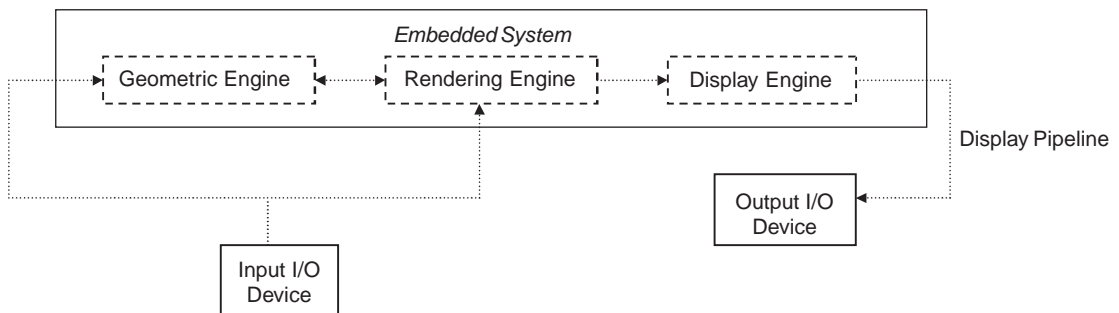 Embedded System
Geometric Engine
Rendering Engine
Display Engine
Display Pipeline
Output I/O
Device
Input I/O
Device